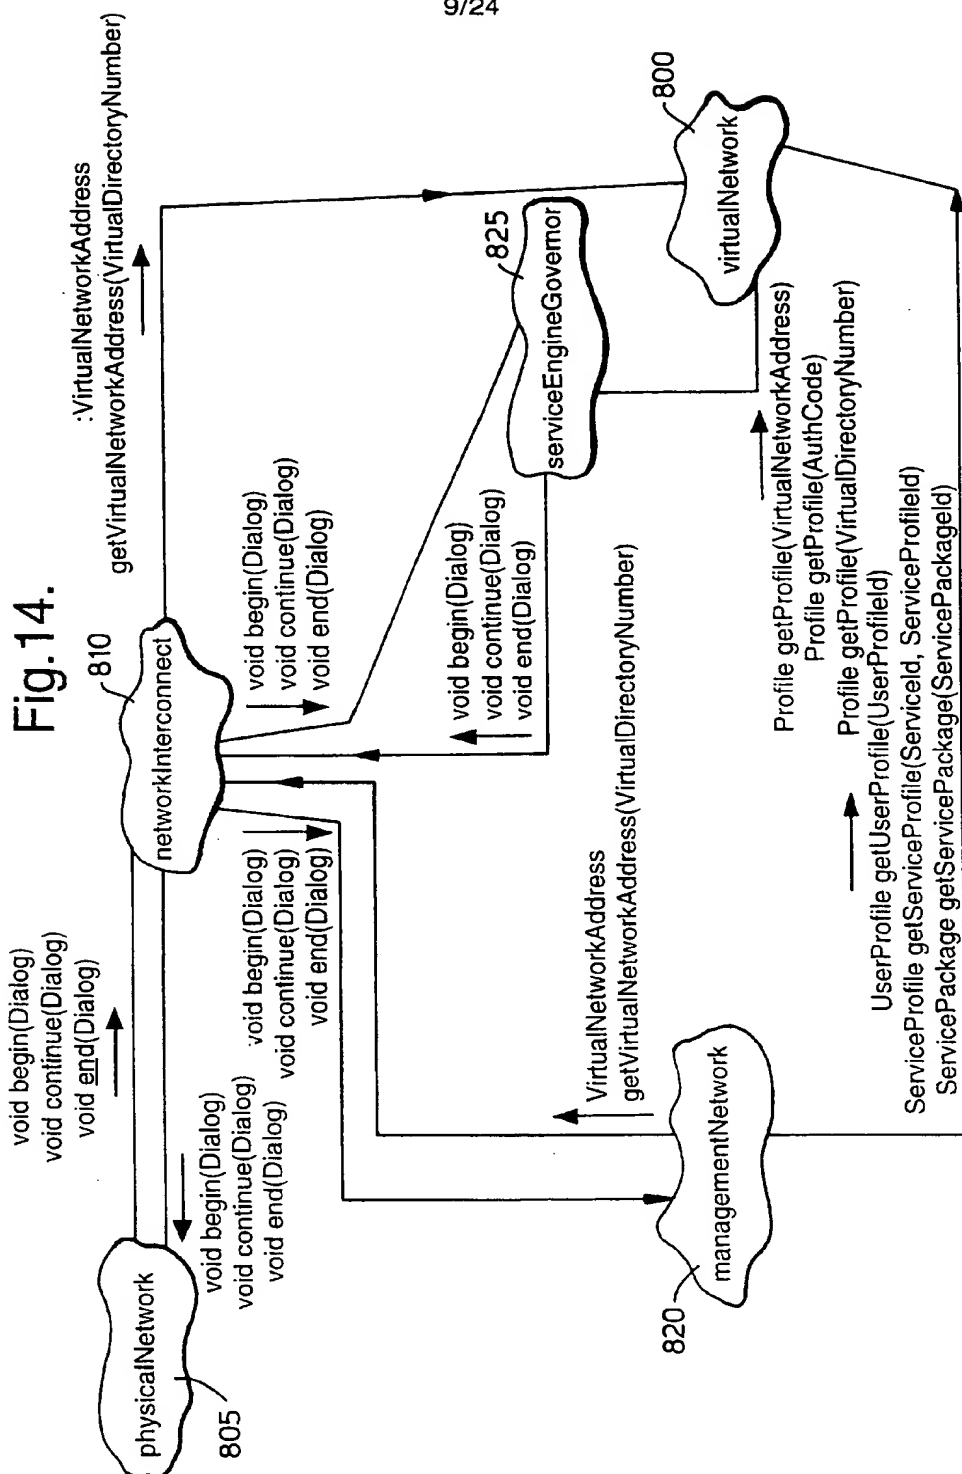 9/24
Fig.14.
void begin(Dialog)
void continue(Dialog)
void end(Dialog)
:VirtualNetworkAddress
getVirtualNetworkAddress(VirtualDirectoryNumber)
physicalNetwork
805
void begin(Dialog)
void continue(Dialog)
void end(Dialog)
networkInterconnect
810
void begin(Dialog)
void continue(Dialog)
void end(Dialog)
void begin(Dialog)
void continue(Dialog)
void end(Dialog)
void begin(Dialog)
void continue(Dialog)
void end(Dialog)
serviceEngineGovernor
825
virtualNetwork
800
VirtualNetworkAddress
getVirtualNetworkAddress(VirtualDirectoryNumber)
managementNetwork
820
Profile getProfile(VirtualNetworkAddress)
Profile getProfile(AuthCode)
Profile getProfile(VirtualDirectoryNumber)
UserProfile getUserProfile(UserProfileId)
ServiceProfile getServiceProfile(ServiceId, ServiceProfileId)
ServicePackage getServicePackage(ServicePackageId)